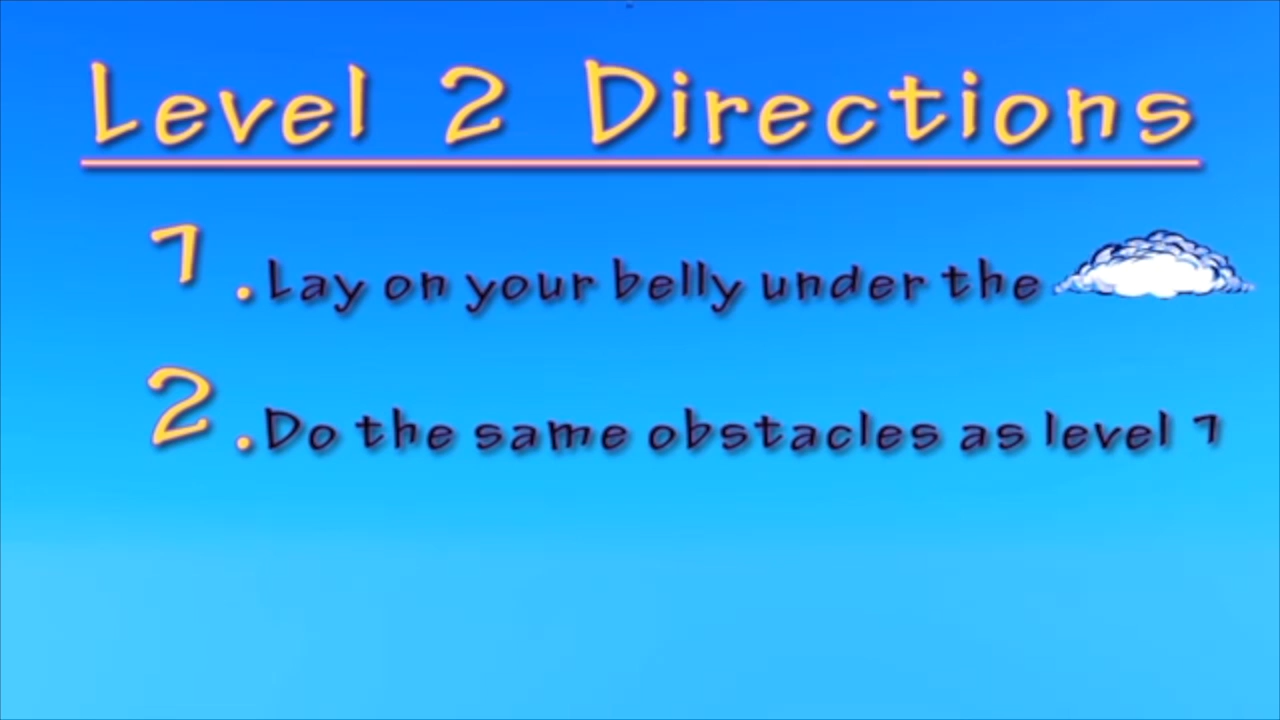 Level 2 Directions
1. Lay on your belly under the
2. Do the same obstacles as level 1